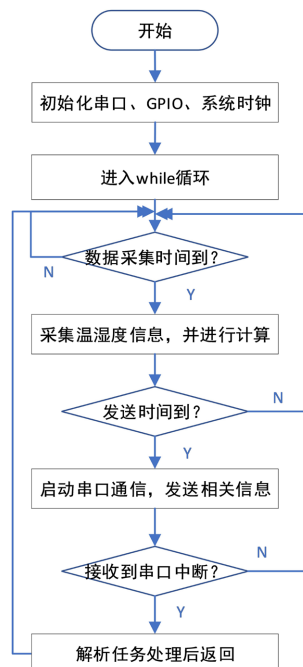 开始
初始化串口、GPIO、系统时钟
进入while循环
数据采集时间到？
N
Y
采集温湿度信息，并进行计算
发送时间到？
N
Y
启动串口通信，发送相关信息
接收到串口中断？
N
Y
解析任务处理后返回